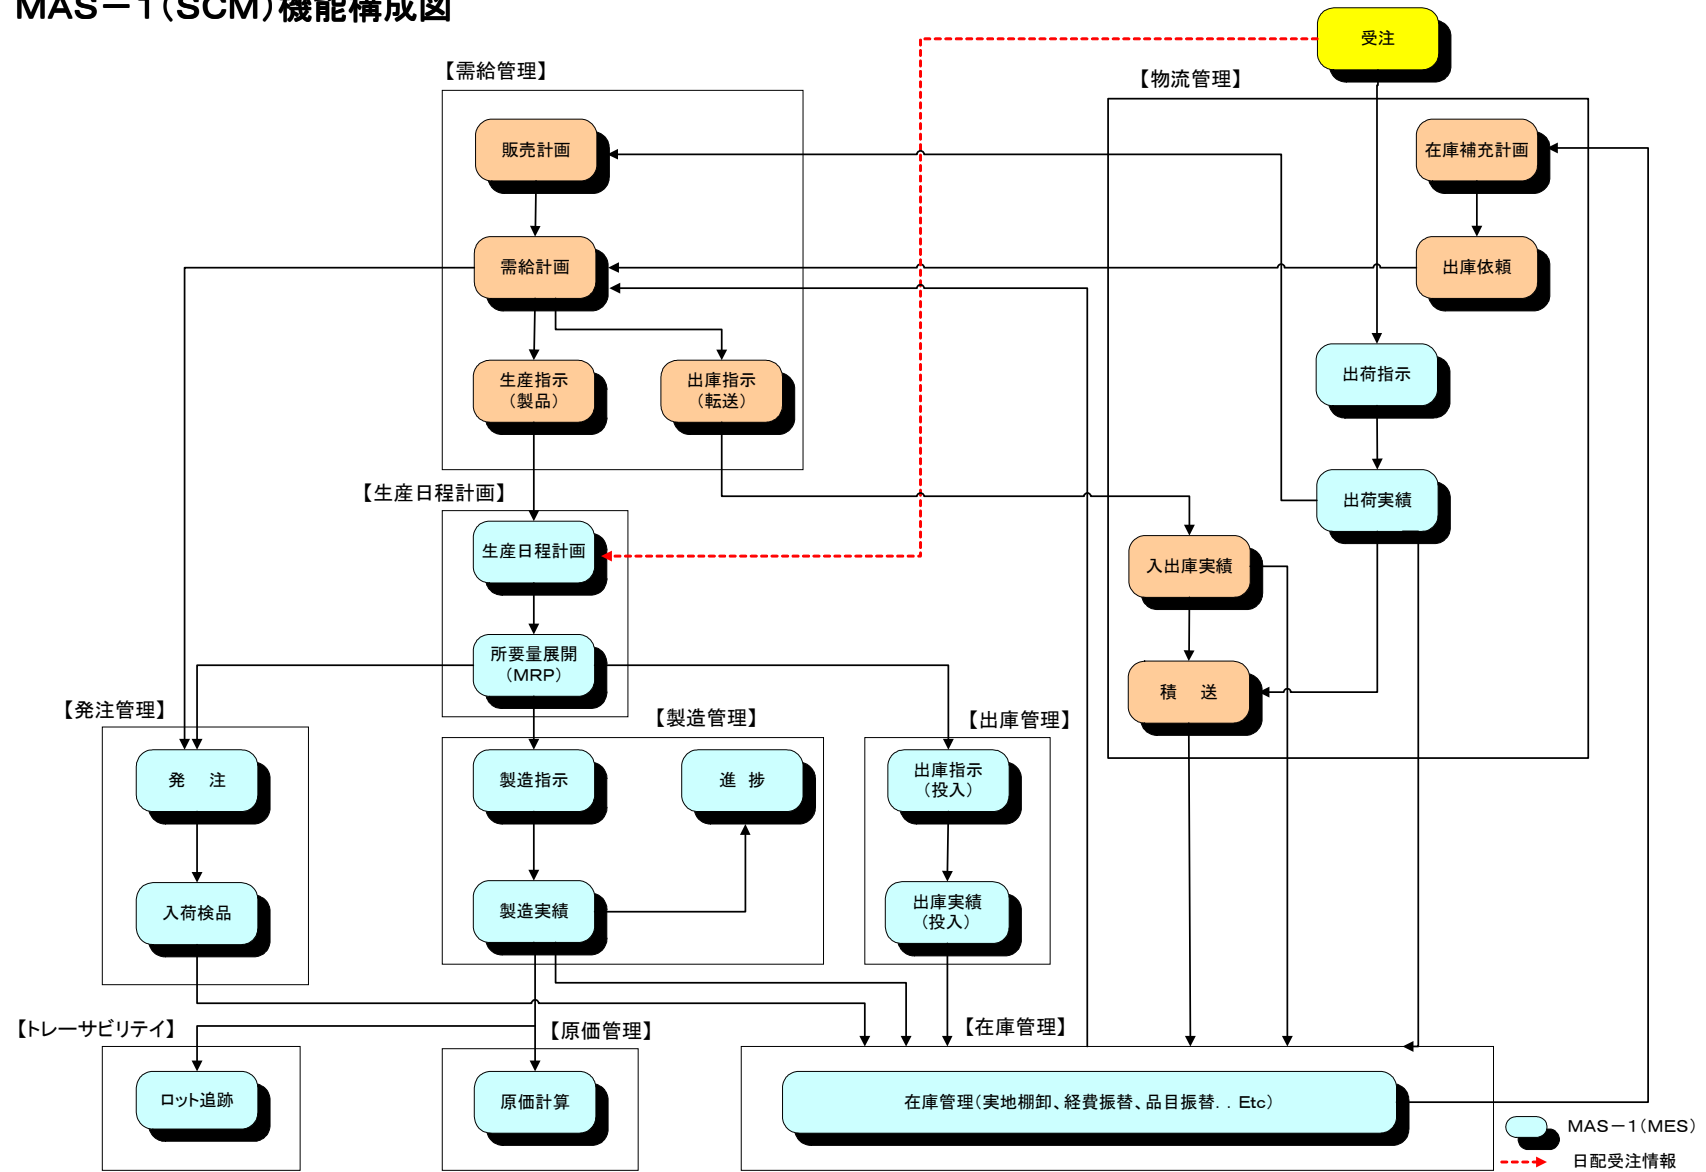 MAS－1（SCM）機能構成図
受注
【需給管理】
【物流管理】
販売計画
在庫補充計画
需給計画
出庫依頼
生産指示
（製品）
出庫指示
（転送）
出荷指示
【生産日程計画】
出荷実績
生産日程計画
入出庫実績
所要量展開
（MRP）
積　送
【発注管理】
【製造管理】
【出庫管理】
発　注
製造指示
進　捗
出庫指示
（投入）
入荷検品
製造実績
出庫実績
（投入）
【トレーサビリテイ】
【原価管理】
【在庫管理】
ロット追跡
原価計算
在庫管理（実地棚卸、経費振替、品目振替．．Etc）
MAS－1（MES）
日配受注情報